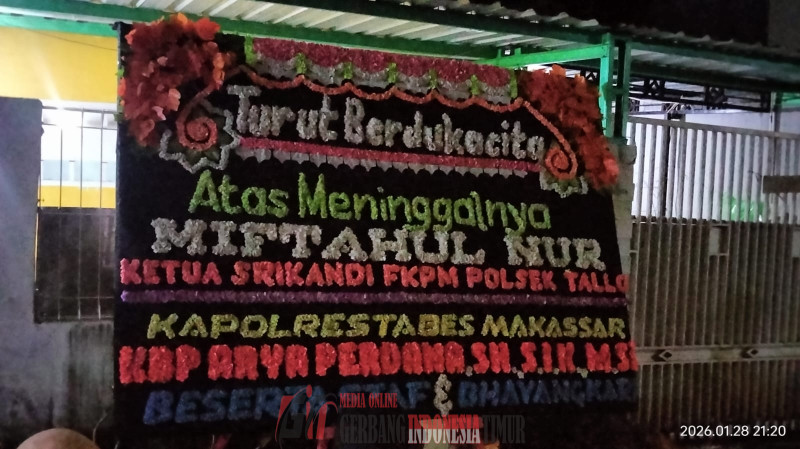 Turut Berdukacita
Atas Meninggalnya
MIFTAHUL NUR
KETUA SRIKANDI FKPM POLSEK TALLO
KAPOLRESTABES MAKASSAR
KBP ARYA PERDANA,SH,S.I.K,M.SI
BESERTA STAF & BHAYANGKARI
MEDIA ONLINE
GERBANG INDONESIA TIMUR
2026.01.28 21:20